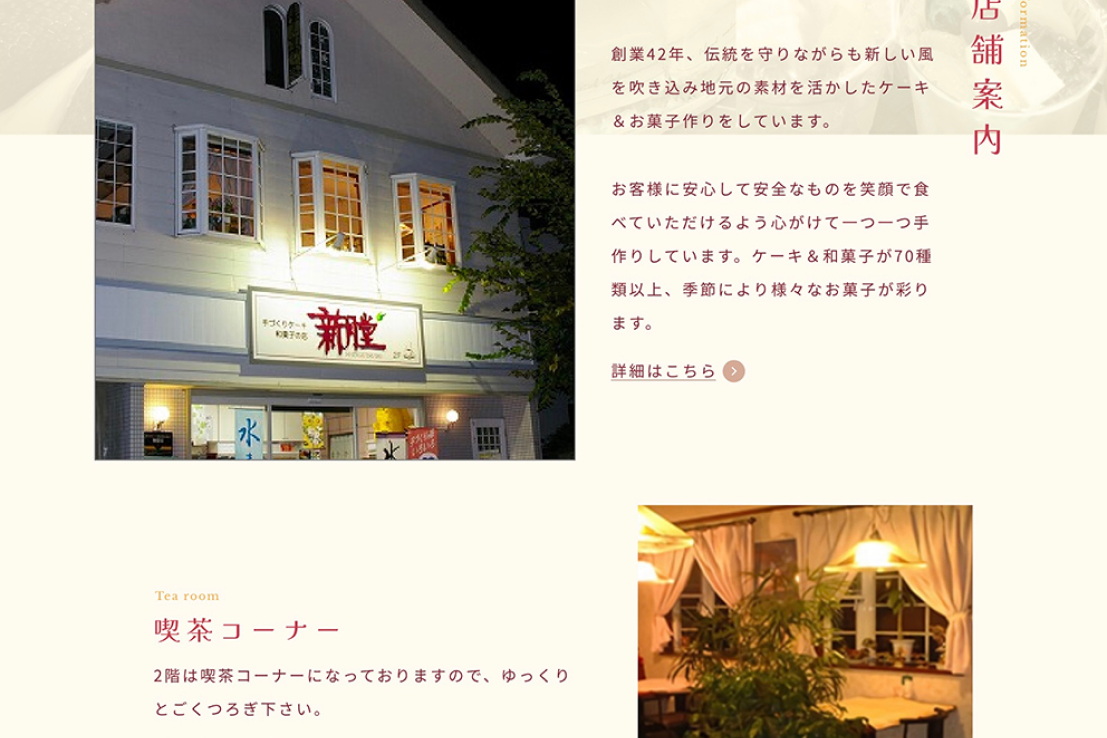 店舗案内
ormation
創業42年、伝統を守りながらも新しい風
を吹き込み地元の素材を活かしたケーキ
＆お菓子作りをしています。
お客様に安心して安全なものを笑顔で食
べていただけるよう心がけて一つ一つ手
作りしています。ケーキ＆和菓子が70種
類以上、季節により様々なお菓子が彩り
ます。
詳細はこちら
手づくりケーキ
和菓子の店
新月堂
2F
水
氷
Tea room
喫茶コーナー
2階は喫茶コーナーになっておりますので、ゆっくり
とごくつろぎ下さい。